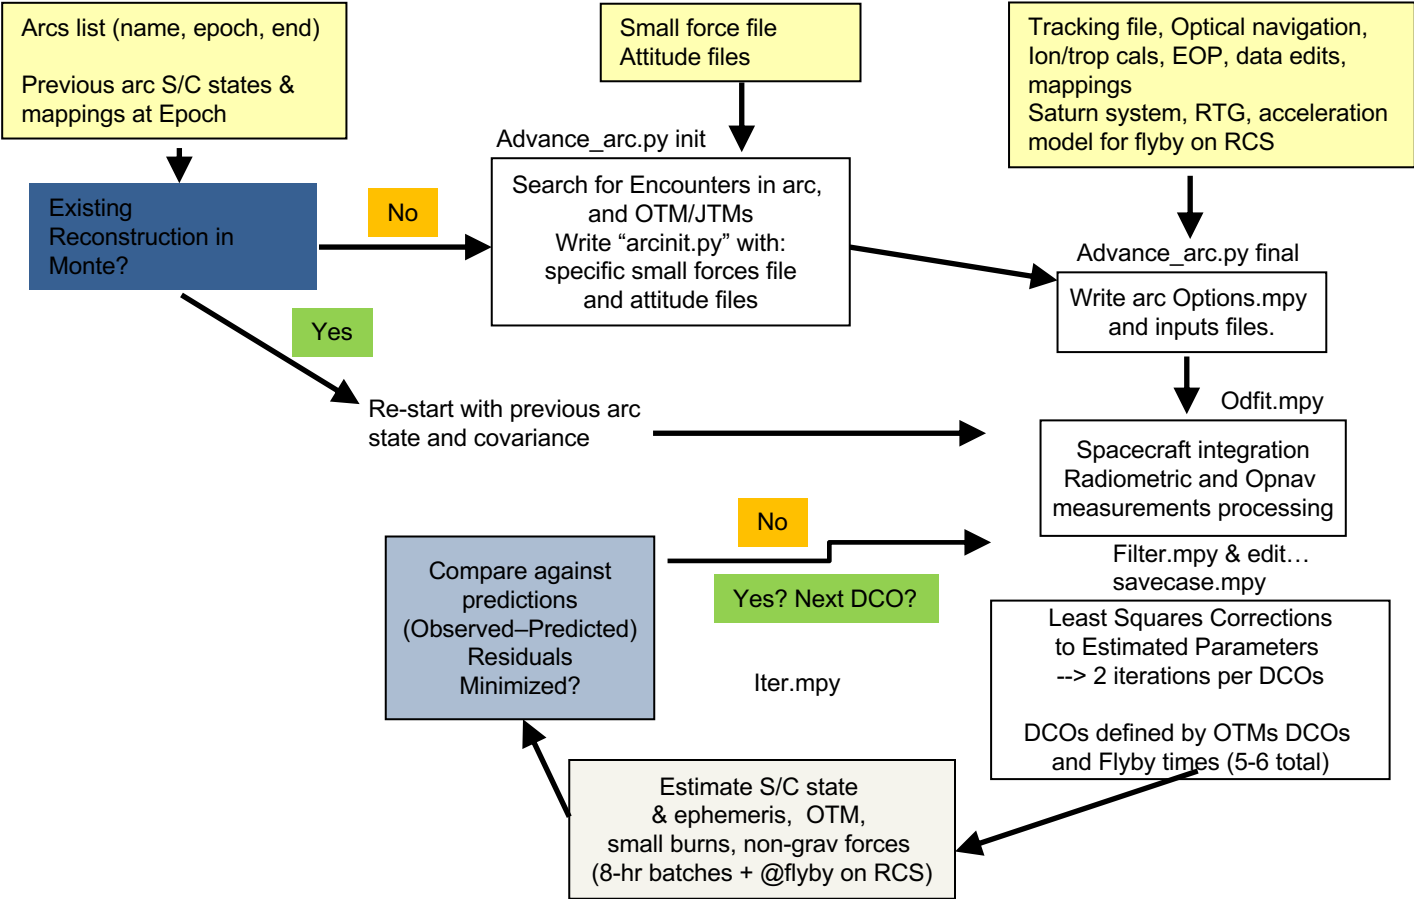 Arcs list (name, epoch, end)
Previous arc S/C states &
mappings at Epoch
Small force file
Attitude files
Tracking file, Optical navigation,
Ion/trop cals, EOP, data edits,
mappings
Saturn system, RTG, acceleration
model for flyby on RCS
Existing
Reconstruction in
Monte?
No
Advance_arc.py init
Search for Encounters in arc,
and OTM/JTMs
Write “arcinit.py” with:
specific small forces file
and attitude files
Advance_arc.py final
Write arc Options.mpy
and inputs files.
Yes
Re-start with previous arc
state and covariance
Odfit.mpy
Spacecraft integration
Radiometric and Opnav
measurements processing
No
Yes? Next DCO?
Compare against
predictions
(Observed–Predicted)
Residuals
Minimized?
Iter.mpy
Filter.mpy & edit…
savecase.mpy
Least Squares Corrections
to Estimated Parameters
--> 2 iterations per DCOs
DCOs defined by OTMs DCOs
and Flyby times (5-6 total)
Estimate S/C state
& ephemeris, OTM,
small burns, non-grav forces
(8-hr batches + @flyby on RCS)